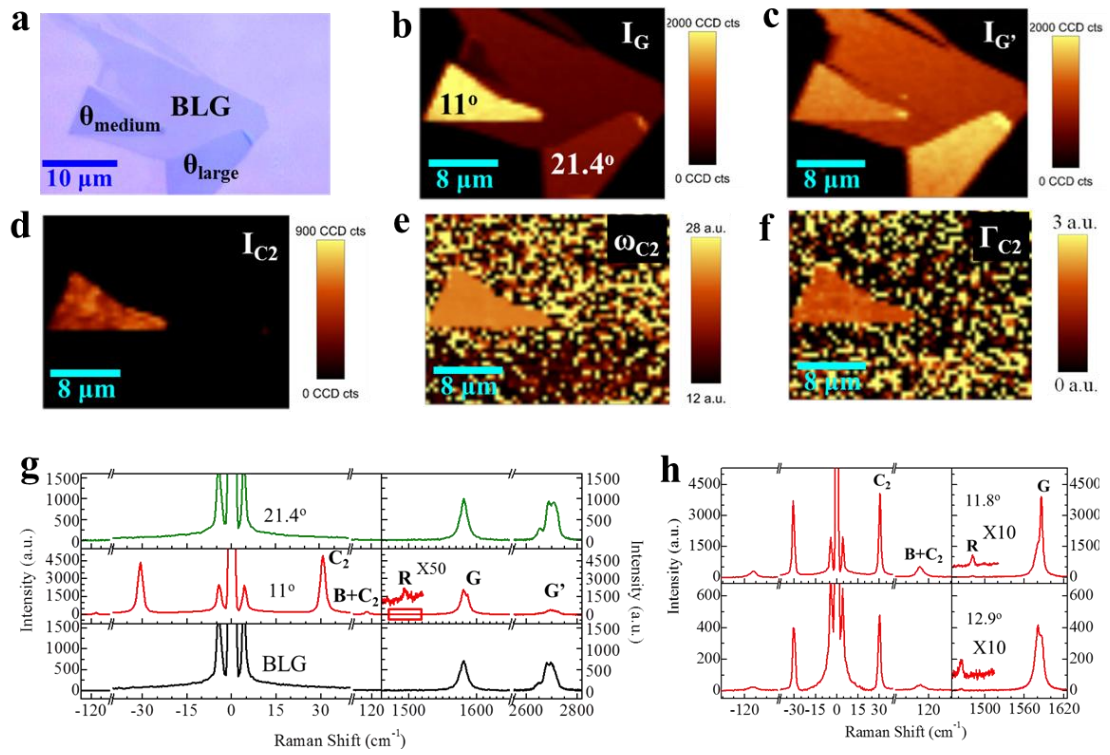 a
θmedium
BLG
θlarge
10 μm
b
IG
11°
21.4°
8 μm
2000 CCD cts
0 CCD cts
c
IG'
8 μm
2000 CCD cts
0 CCD cts
d
IC2
8 μm
900 CCD cts
0 CCD cts
e
ωC2
8 μm
28 a.u.
12 a.u.
f
ΓC2
8 μm
3 a.u.
0 a.u.
g
1500
1000
500
21.4°
1500
1000
500
4500
3000
1500
0
C2
11°
B+C2
R
X50
G
G'
4500
3000
1500
0
1500
1000
500
0
BLG
1500
1000
500
0
-120 -30 -15 0 15 30 120 1500 1600 2600 2800
Intensity (a.u.)
Intensity (a.u.)
Raman Shift (cm-1)
h
4500
3000
1500
0
C2
B+C2
R
11.8°
X10
G
4500
3000
1500
0
600
400
200
0
12.9°
X10
600
400
200
0
-120 -30 -15 0 15 30 120 1500 1560 1620
Intensity (a.u.)
Raman Shift (cm-1)